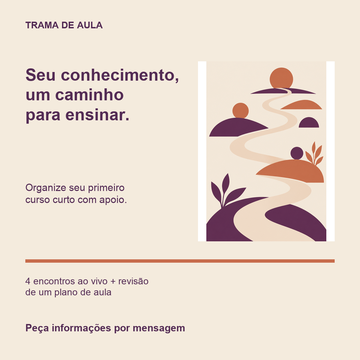 TRAMA DE AULA
Seu conhecimento,
um caminho
para ensinar.
Organize seu primeiro
curso curto com apoio.
4 encontros ao vivo + revisão
de um plano de aula
Peça informações por mensagem